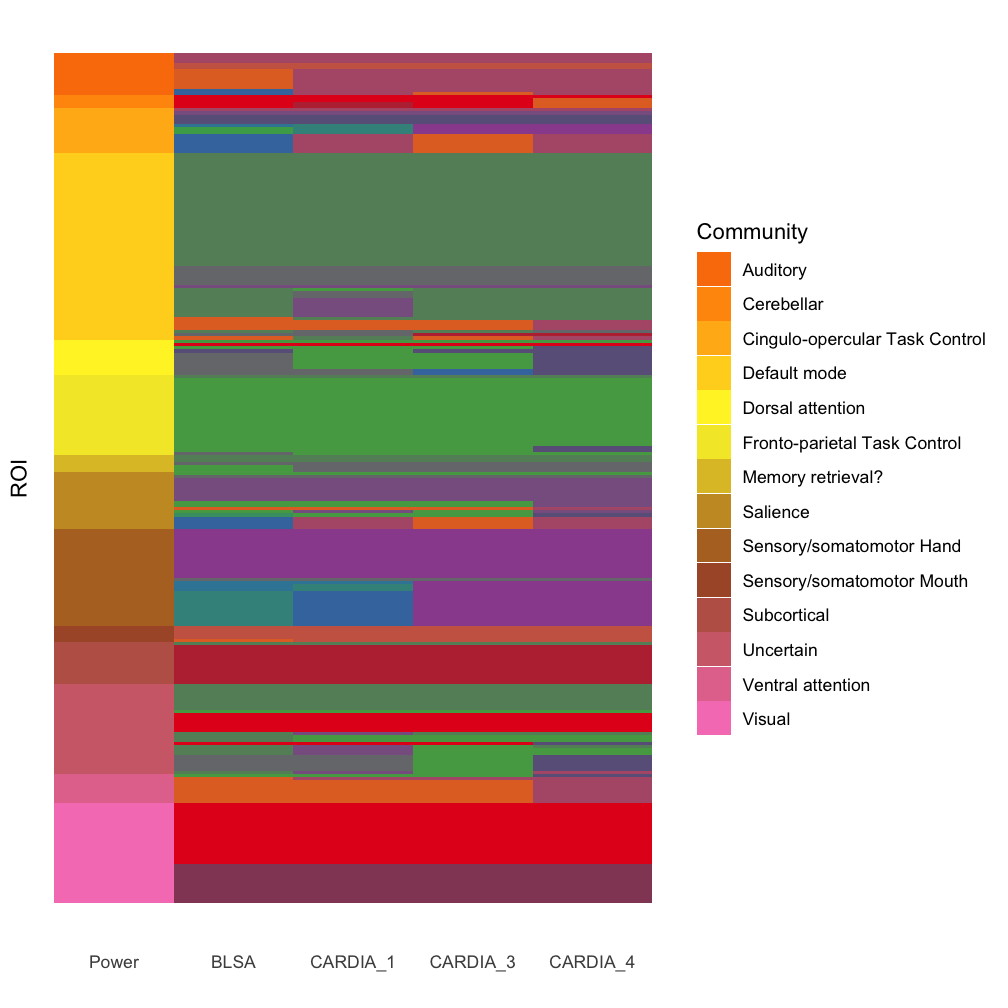 ROI
Community
Auditory
Cerebellar
Cingulo-opercular Task Control
Default mode
Dorsal attention
Fronto-parietal Task Control
Memory retrieval?
Salience
Sensory/somatomotor Hand
Sensory/somatomotor Mouth
Subcortical
Uncertain
Ventral attention
Visual
Power BLSA CARDIA_1 CARDIA_3 CARDIA_4